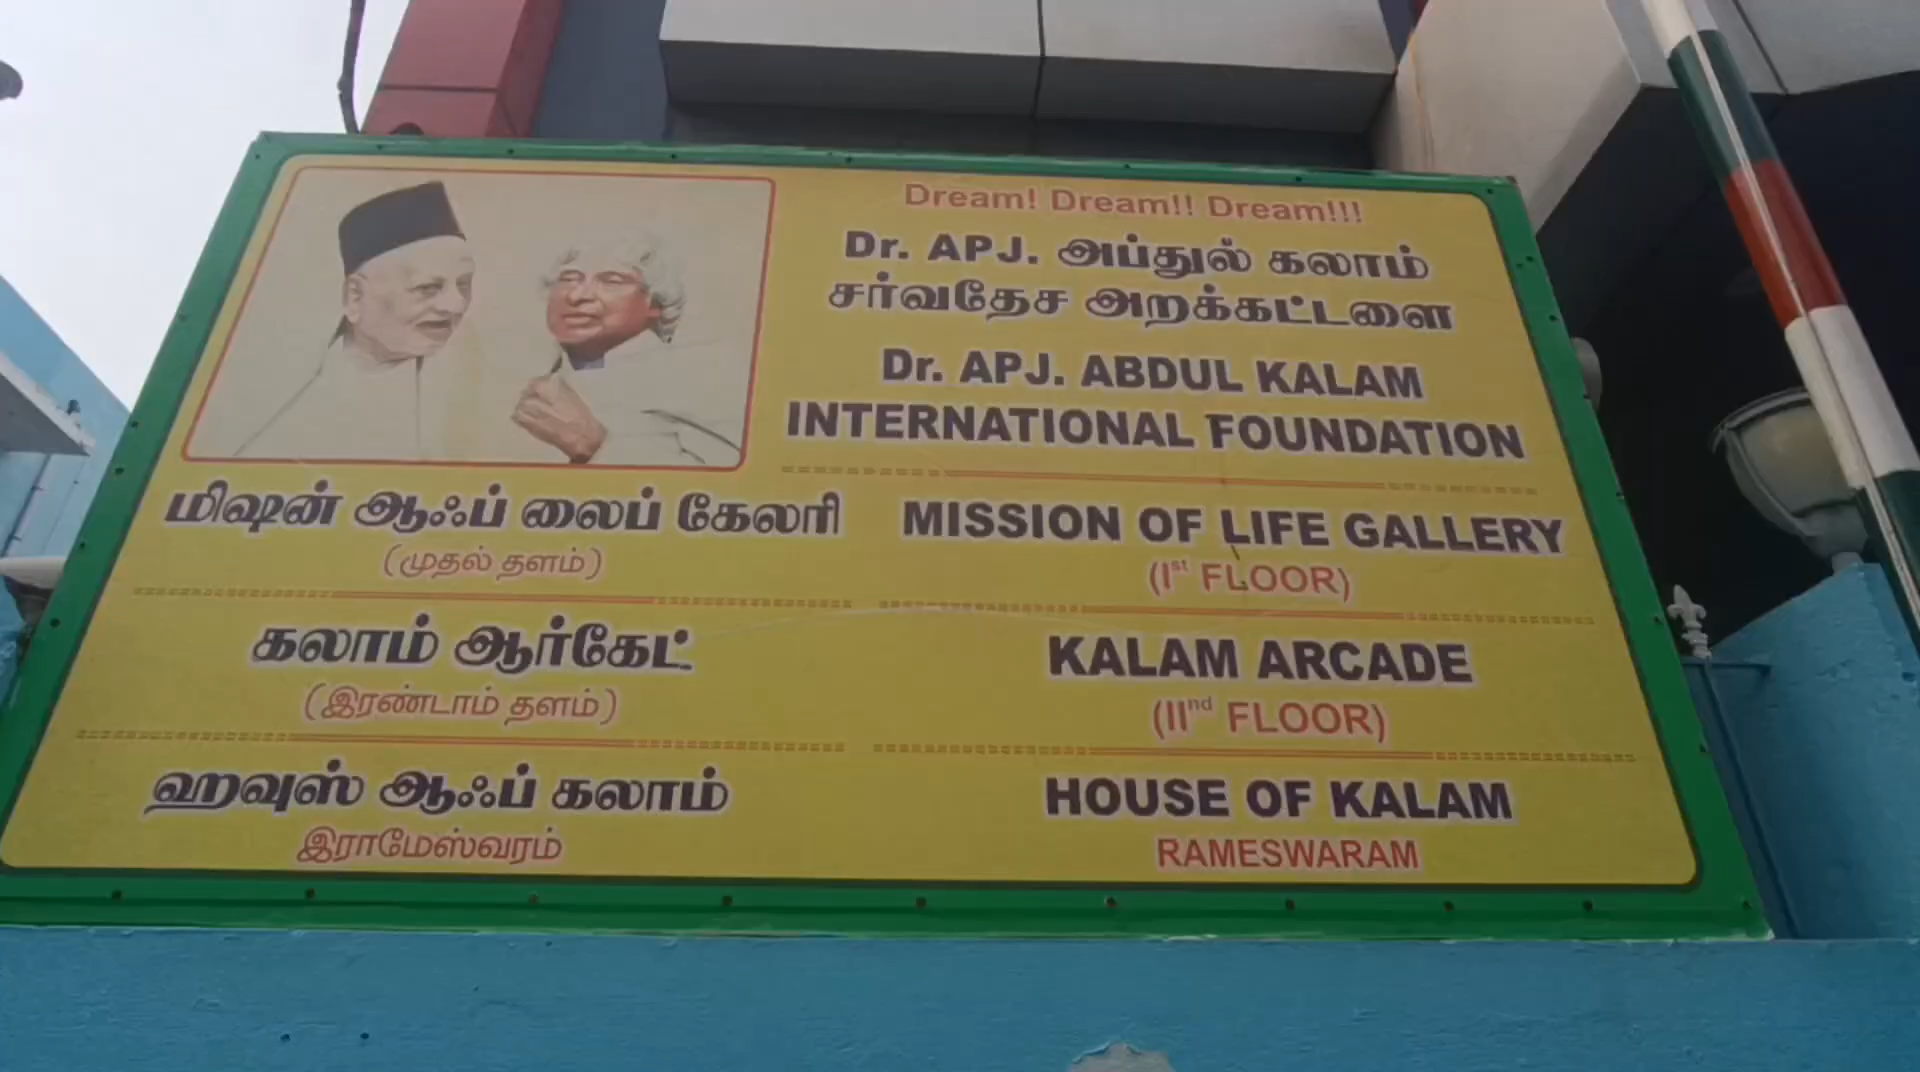 Dream! Dream!! Dream!!!
Dr. APJ. அப்துல் கலாம்
சர்வதேச அறக்கட்டளை
Dr. APJ. ABDUL KALAM
INTERNATIONAL FOUNDATION
மிஷன் ஆஃப் லைப் கேலரி
(முதல் தளம்)
MISSION OF LIFE GALLERY
(Ist FLOOR)
கலாம் ஆர்கேட்
(இரண்டாம் தளம்)
KALAM ARCADE
(IInd FLOOR)
ஹவுஸ் ஆஃப் கலாம்
இராமேஸ்வரம்
HOUSE OF KALAM
RAMESWARAM